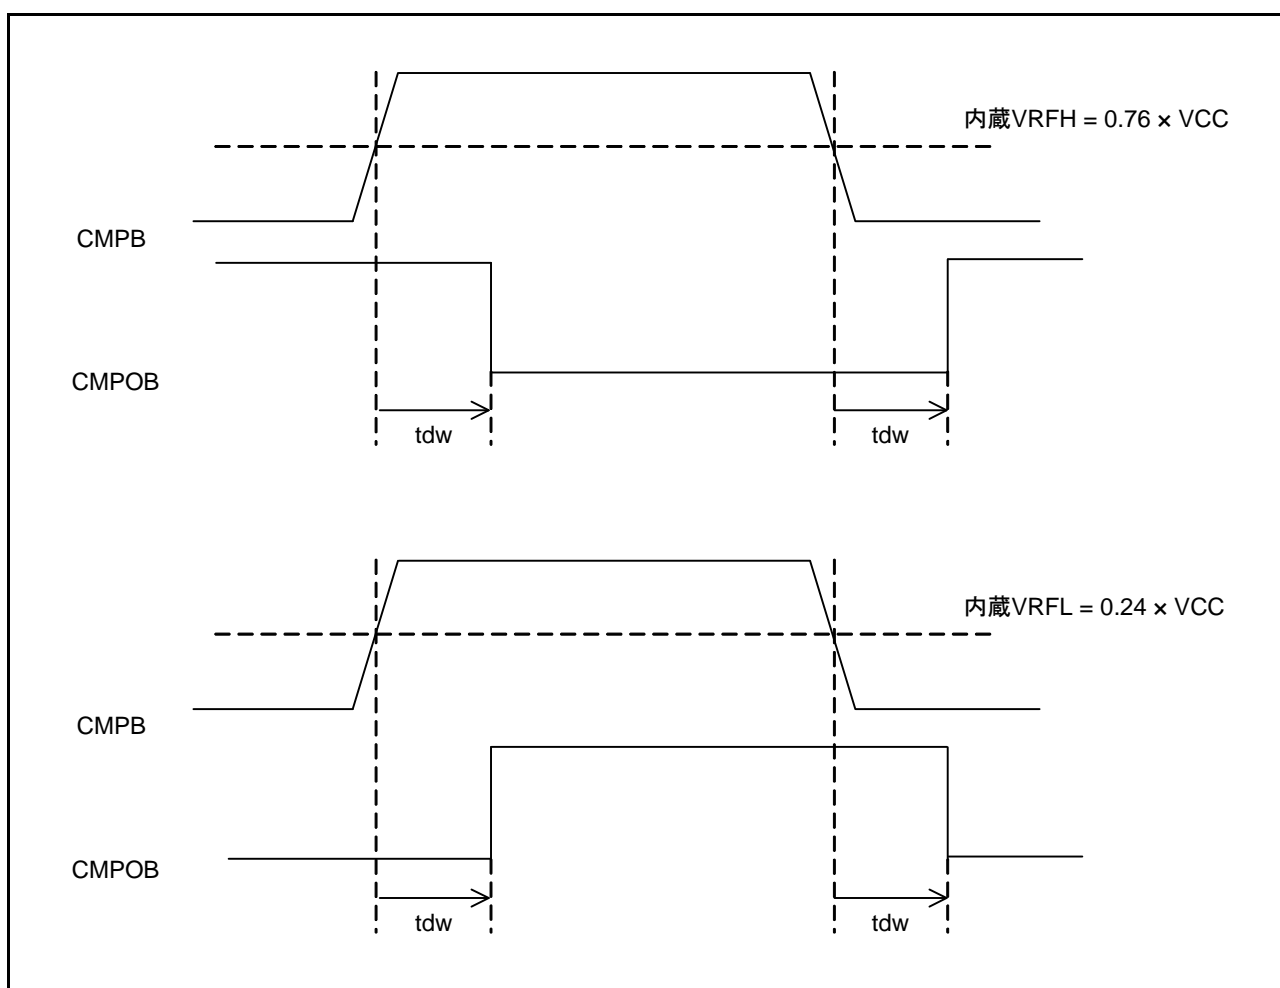 内蔵VRFH = 0.76 × VCC
CMPB
CMPOB
tdw
tdw
内蔵VRFL = 0.24 × VCC
CMPB
CMPOB
tdw
tdw